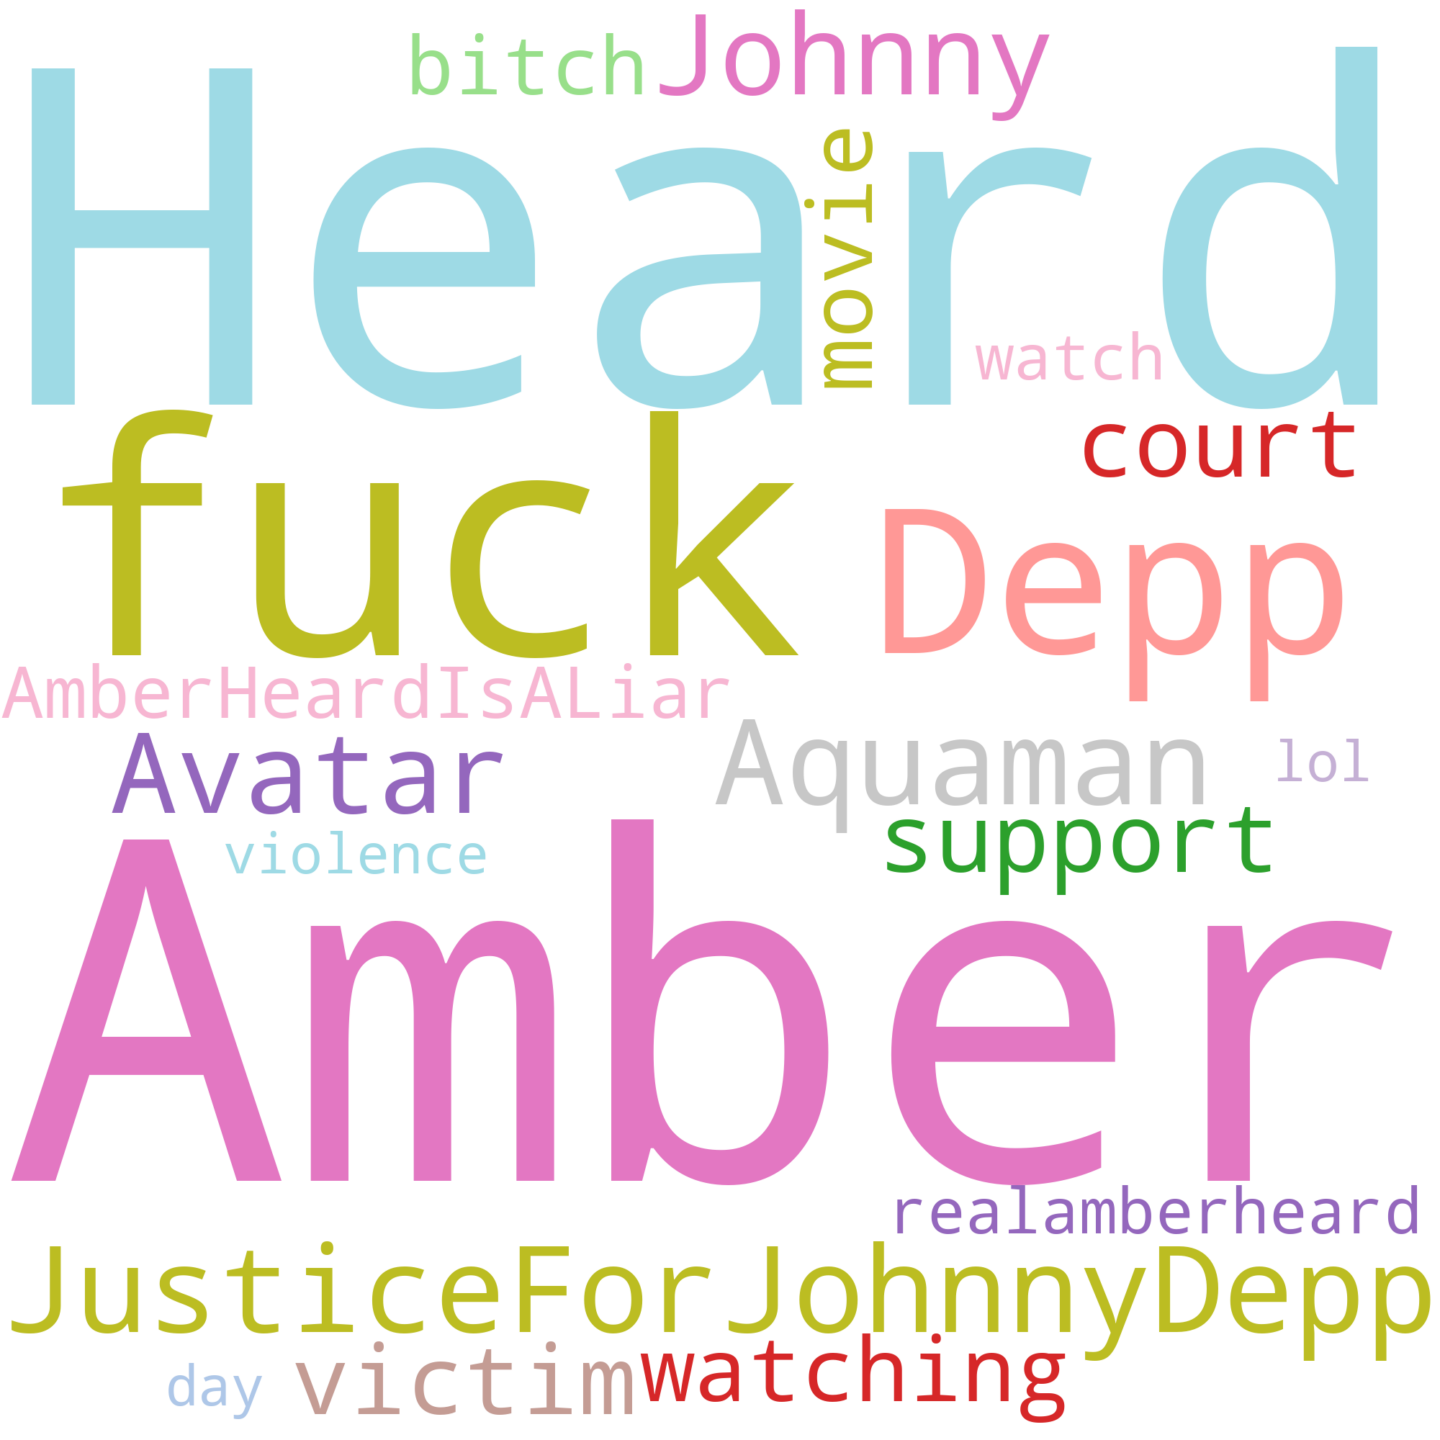 bitch Johnny
Heard
movie
watch
court
fuck
Depp
AmberHeardIsALiar
Avatar
Aquaman
lol
violence
support
Amber
realamberheard
JusticeForJohnnyDepp
day
victim
watching